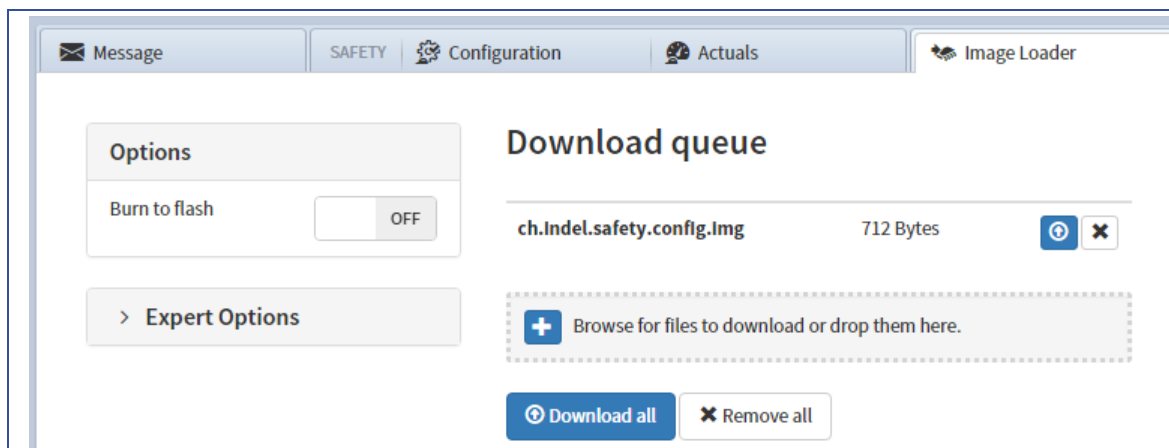 Message SAFETY Configuration Actuals Image Loader
Options
Burn to flash OFF
> Expert Options
Download queue
ch.indel.safety.config.img 712 Bytes
Browse for files to download or drop them here.
Download all Remove all